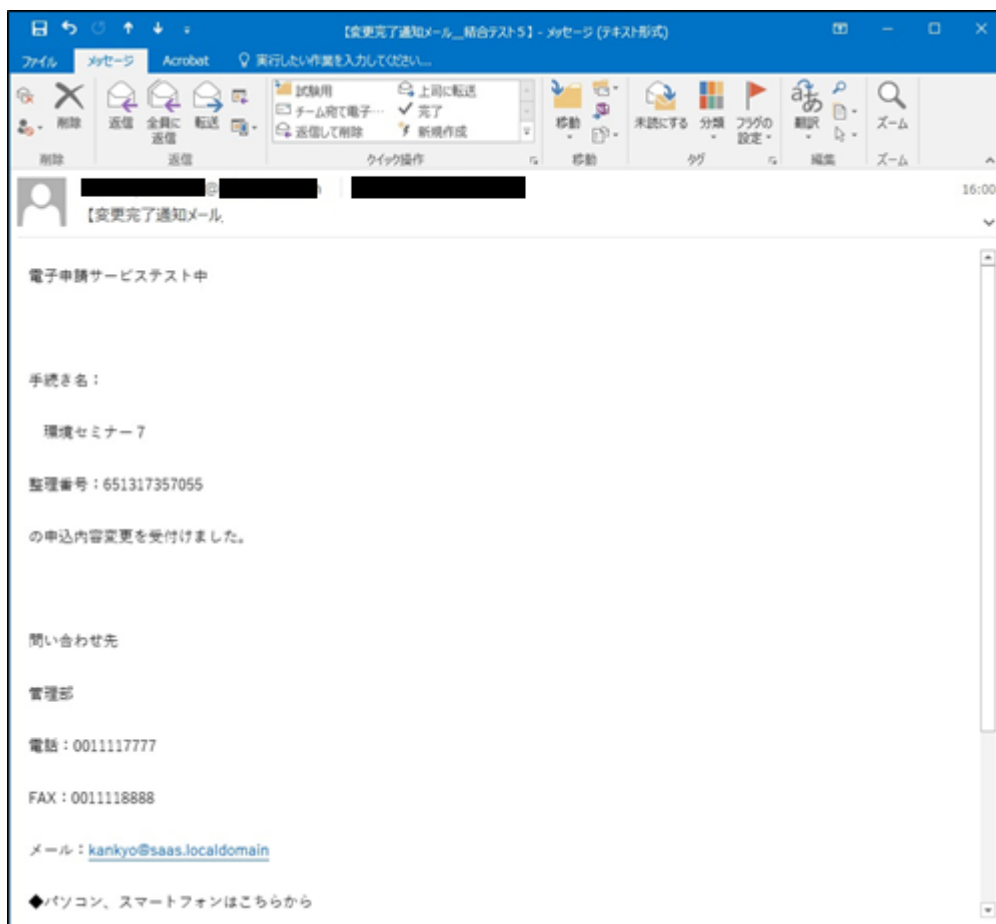 【変更完了通知メール__結合テスト5】 - メッセージ (テキスト形式)
ファイル メッセージ Acrobat 実行したい作業を入力してください...
削除 返信 全員に返信 転送
試験用 上司に転送
チーム宛て電子… 完了
返信して削除 新規作成
移動 未読にする 分類 フラグの設定 翻訳 ズーム
削除 返信 クイック操作 移動 タグ 編集 ズーム
@ 16:00
【変更完了通知メール
電子申請サービステスト中
手続き名：
環境セミナー７
整理番号：651317357055
の申込内容変更を受付けました。
問い合わせ先
管理部
電話：0011117777
FAX：0011118888
メール：kankyo@saas.localdomain
◆パソコン、スマートフォンはこちらから